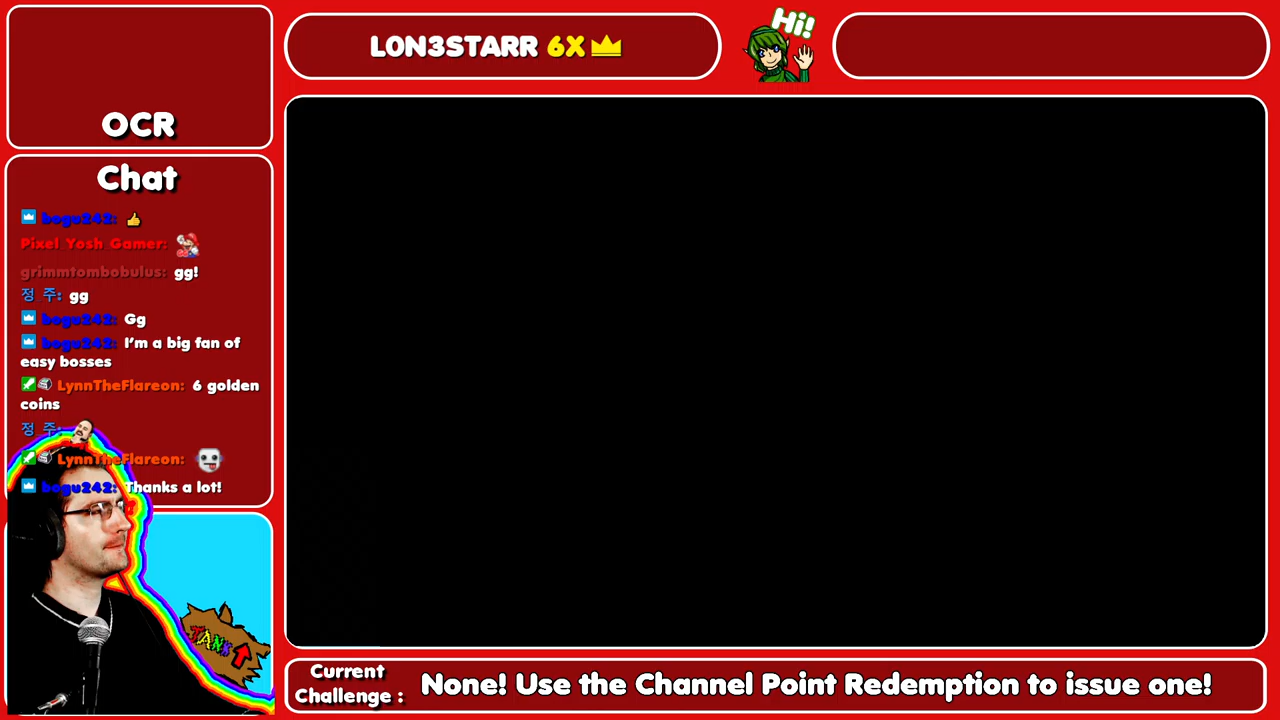 LON3STARR 6X
Hi!
OCR
Chat
bogu242: 👍
Pixel Yosh Gamer:
grimmtombobulus: gg!
정 주: gg
bogu242: Gg
bogu242: I'm a big fan of
easy bosses
LynnTheFlareon: 6 golden
coins
정 주:
LynnTheFlareon:
bogu242: Thanks a lot!
TANK
Current
Challenge :
None! Use the Channel Point Redemption to issue one!